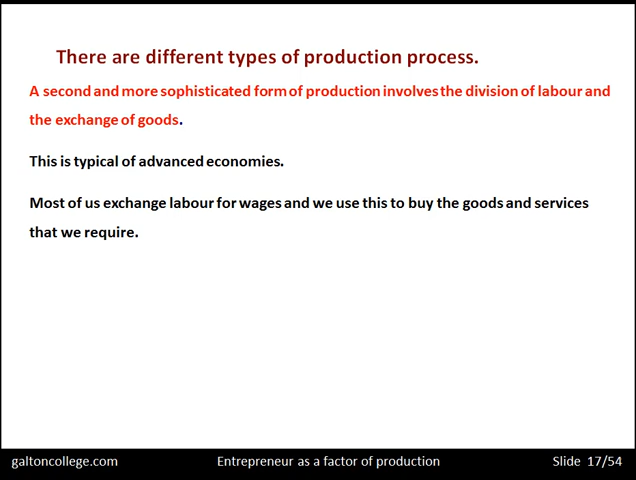 There are different types of production process.
A second and more sophisticated form of production involves the division of labour and
the exchange of goods.
This is typical of advanced economies.
Most of us exchange labour for wages and we use this to buy the goods and services
that we require.
galtoncollege.com Entrepreneur as a factor of production Slide 17/54